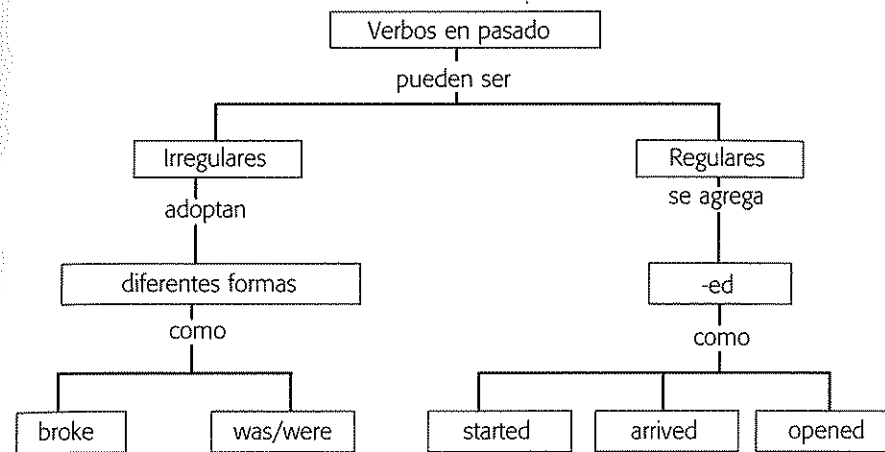 Verbos en pasado
pueden ser
Irregulares
Regulares
adoptan
se agrega
diferentes formas
-ed
como
como
broke
was/were
started
arrived
opened